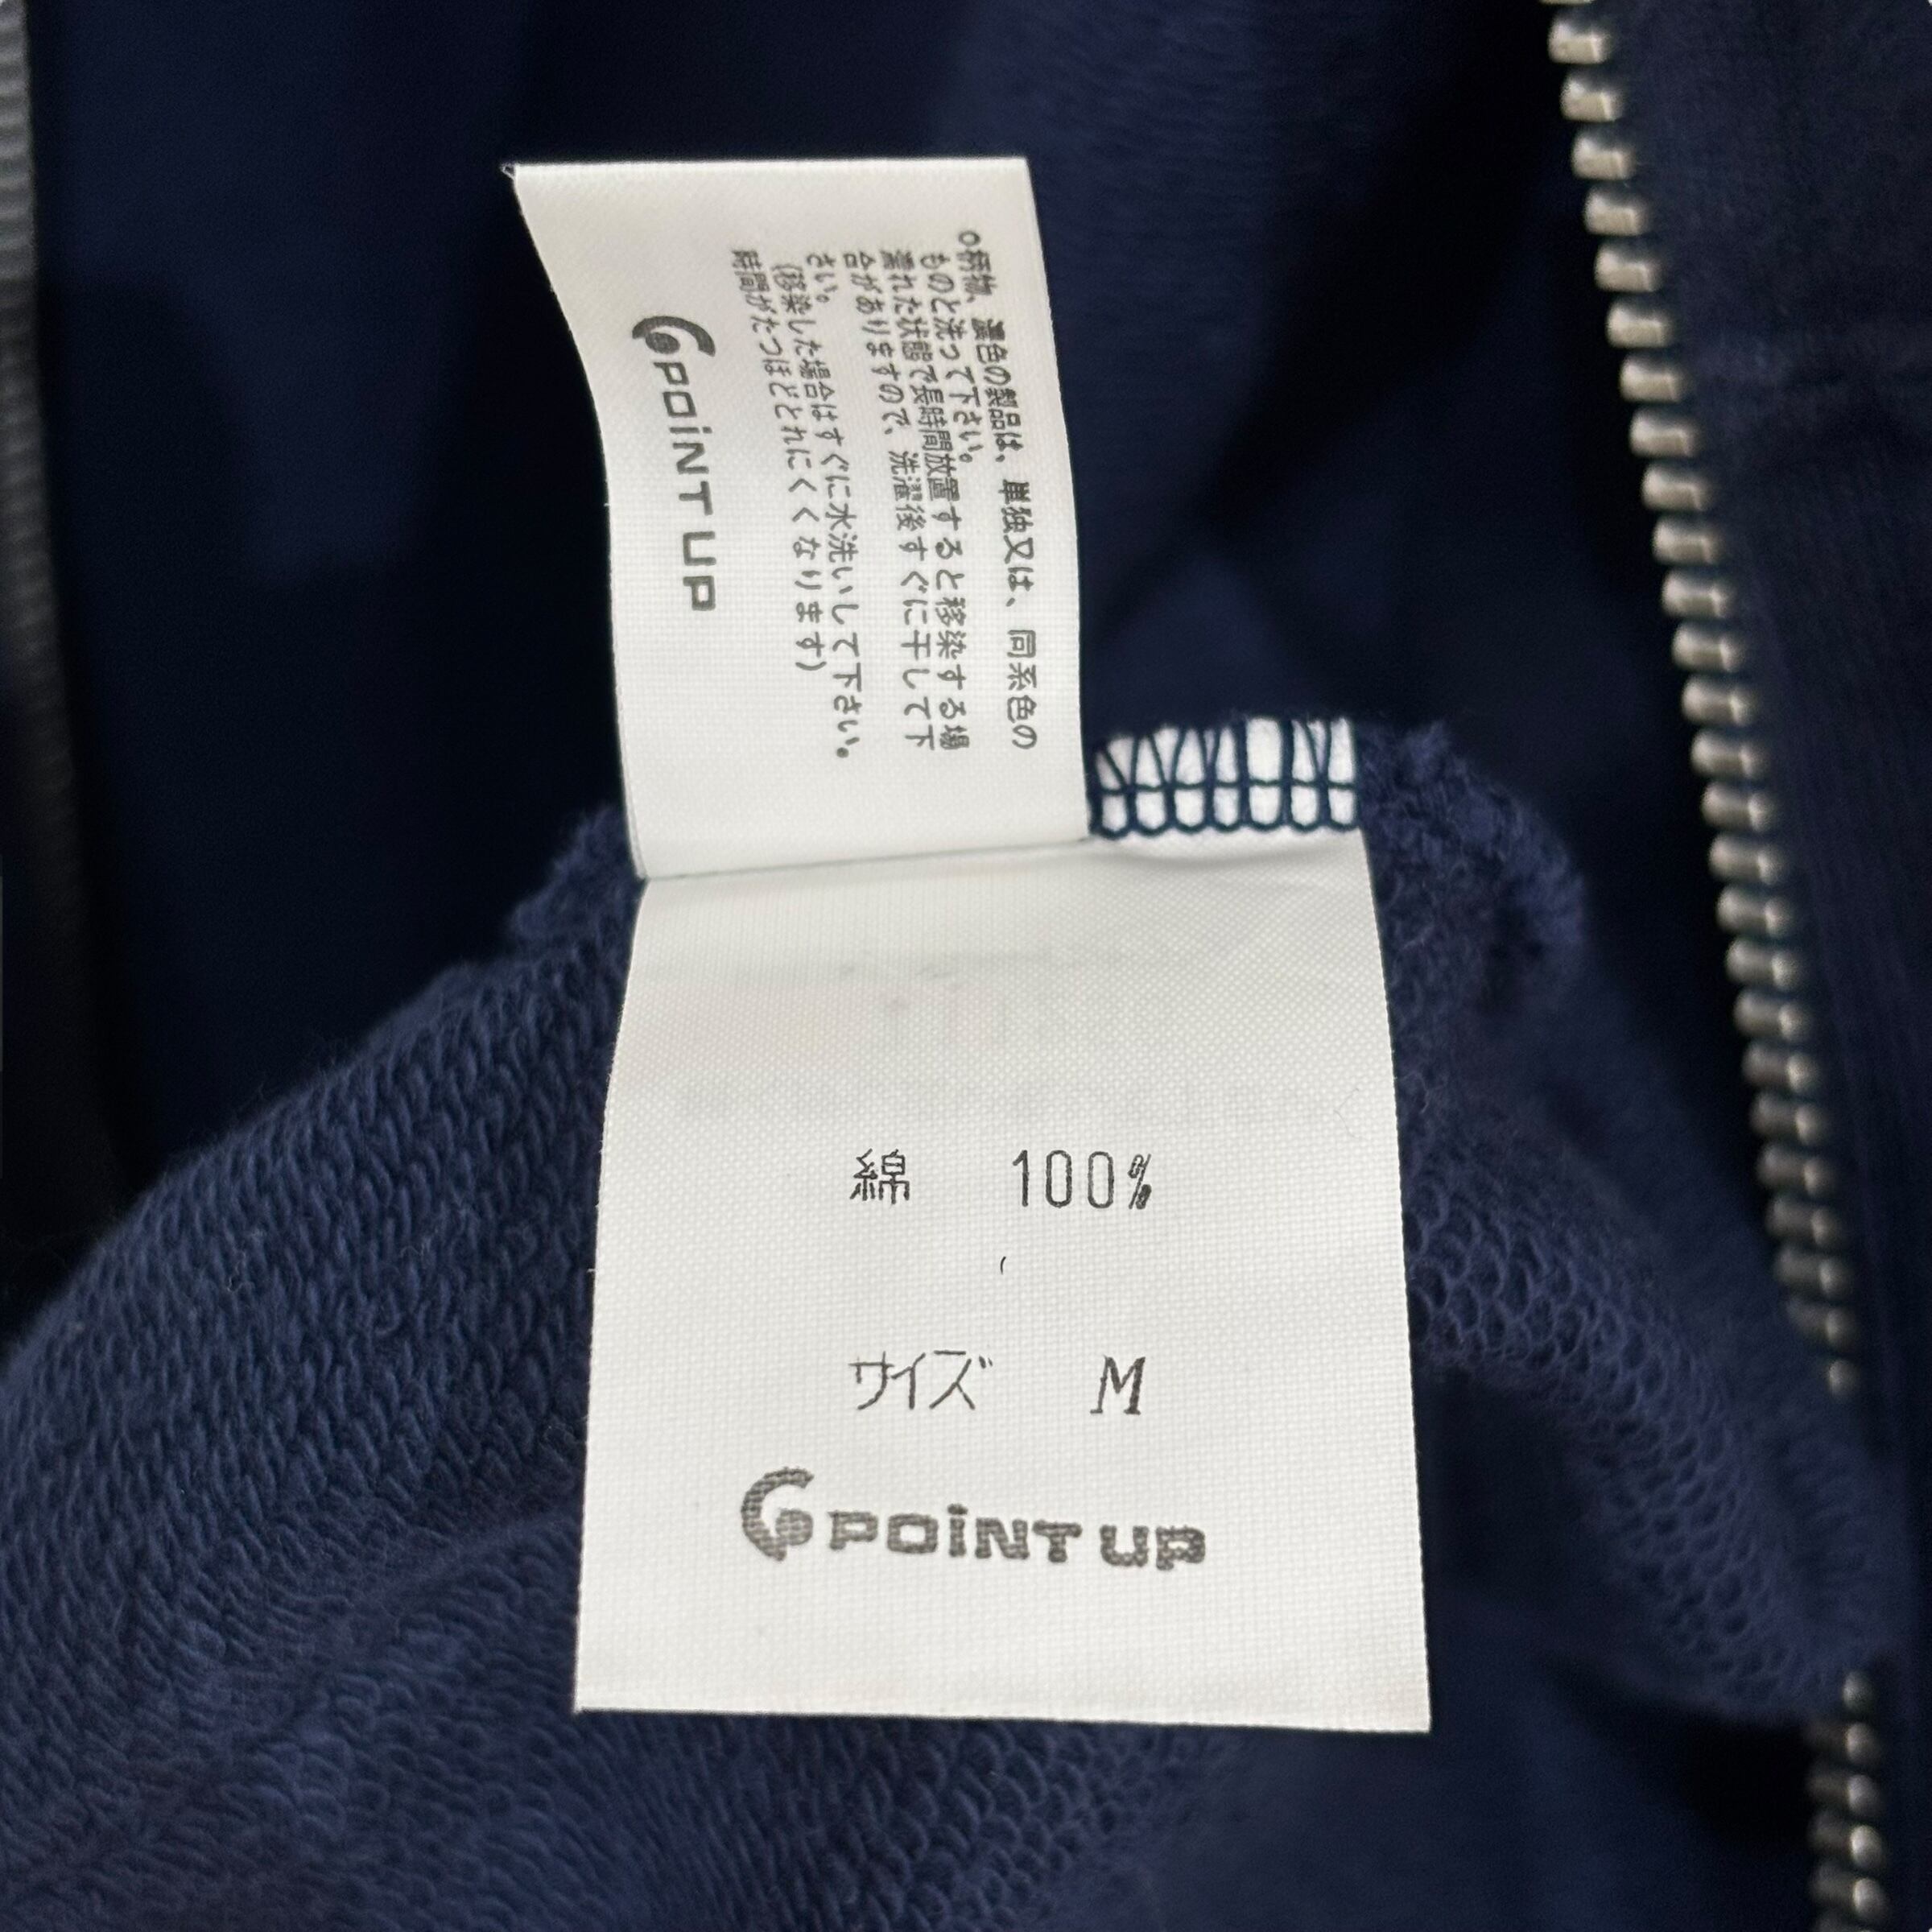 ○柄物、濃色の製品は、単独又は、同系色の
ものと洗って下さい。
濡れた状態で長時間放置すると移染する場
合がありますので、洗濯後すぐに干して下
さい。
(移染した場合はすぐに水洗いして下さい。
時間がたつほどとれにくくなります)
POiNT UP
綿 100%
サイズ M
POiNT UP